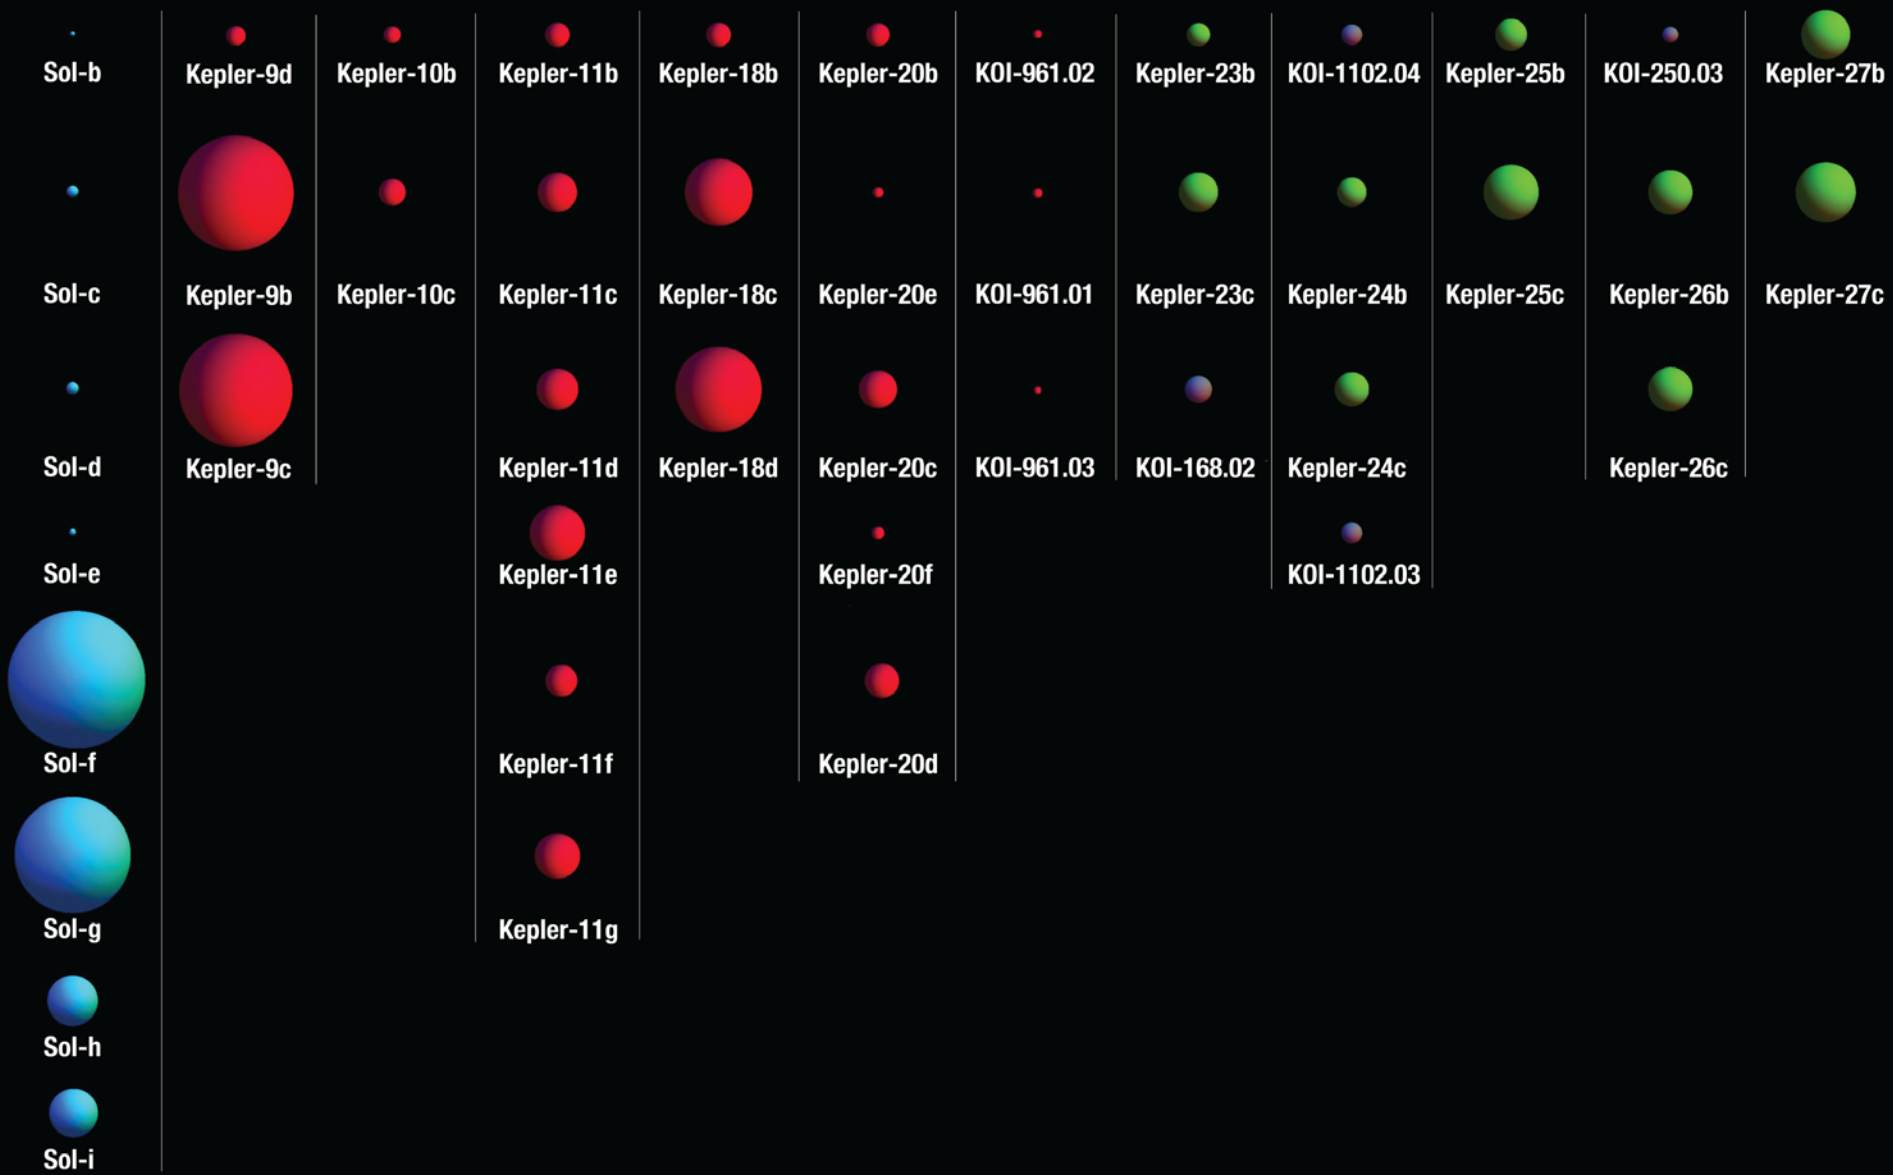 Sol-b Kepler-9d Kepler-10b Kepler-11b Kepler-18b Kepler-20b KOI-961.02 Kepler-23b KOI-1102.04 Kepler-25b KOI-250.03 Kepler-27b
Sol-c Kepler-9b Kepler-10c Kepler-11c Kepler-18c Kepler-20e KOI-961.01 Kepler-23c Kepler-24b Kepler-25c Kepler-26b Kepler-27c
Sol-d Kepler-9c Kepler-11d Kepler-18d Kepler-20c KOI-961.03 KOI-168.02 Kepler-24c Kepler-26c
Sol-e Kepler-11e Kepler-20f KOI-1102.03
Sol-f Kepler-11f Kepler-20d
Sol-g Kepler-11g
Sol-h
Sol-i